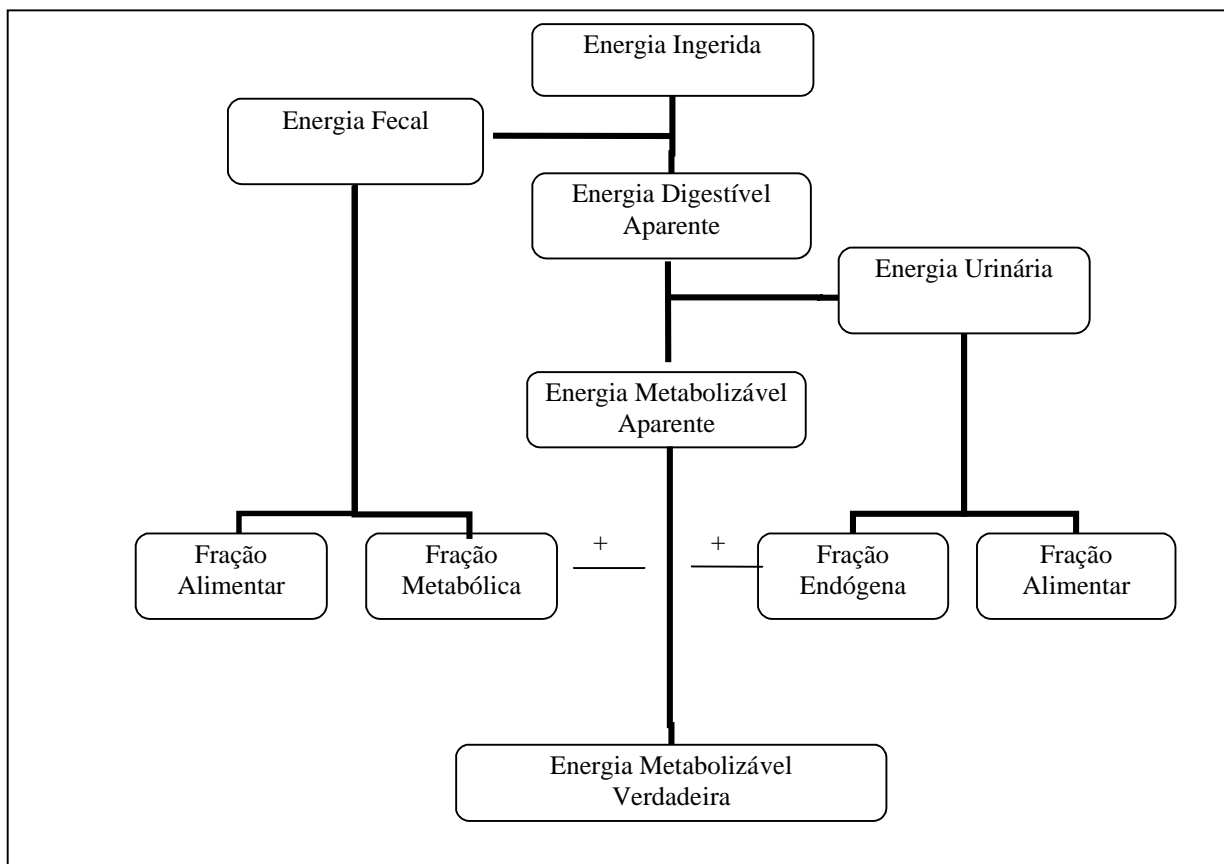 Energia Ingerida
Energia Fecal
Energia Digestível
Aparente
Energia Urinária
Energia Metabolizável
Aparente
Fração
Alimentar
Fração
Metabólica
+
+
Fração
Endógena
Fração
Alimentar
Energia Metabolizável
Verdadeira